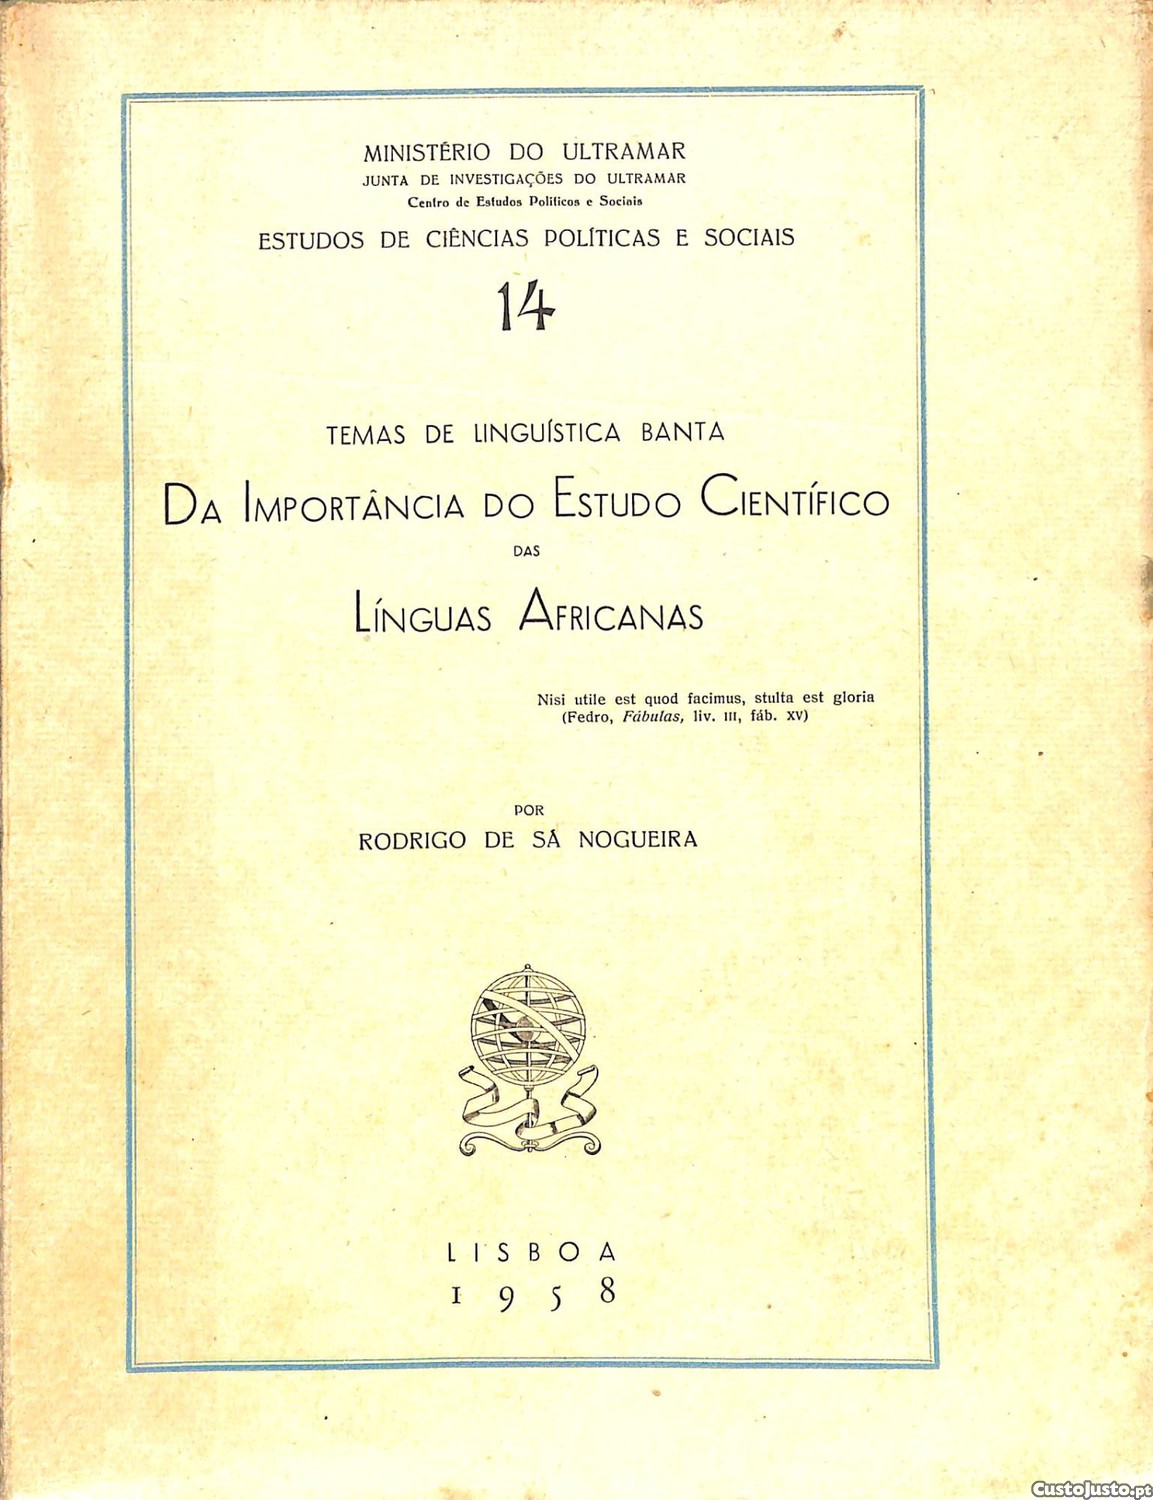 MINISTÉRIO DO ULTRAMAR
JUNTA DE INVESTIGAÇÕES DO ULTRAMAR
Centro de Estudos Políticos e Sociais
ESTUDOS DE CIÊNCIAS POLÍTICAS E SOCIAIS
14
TEMAS DE LINGUÍSTICA BANTA
DA IMPORTÂNCIA DO ESTUDO CIENTÍFICO
DAS
LÍNGUAS AFRICANAS
Nisi utile est quod facimus, stulta est gloria
(Fedro, Fábulas, liv. III, fáb. XV)
POR
RODRIGO DE SÁ NOGUEIRA
LISBOA
1958
CustoJusto.pt